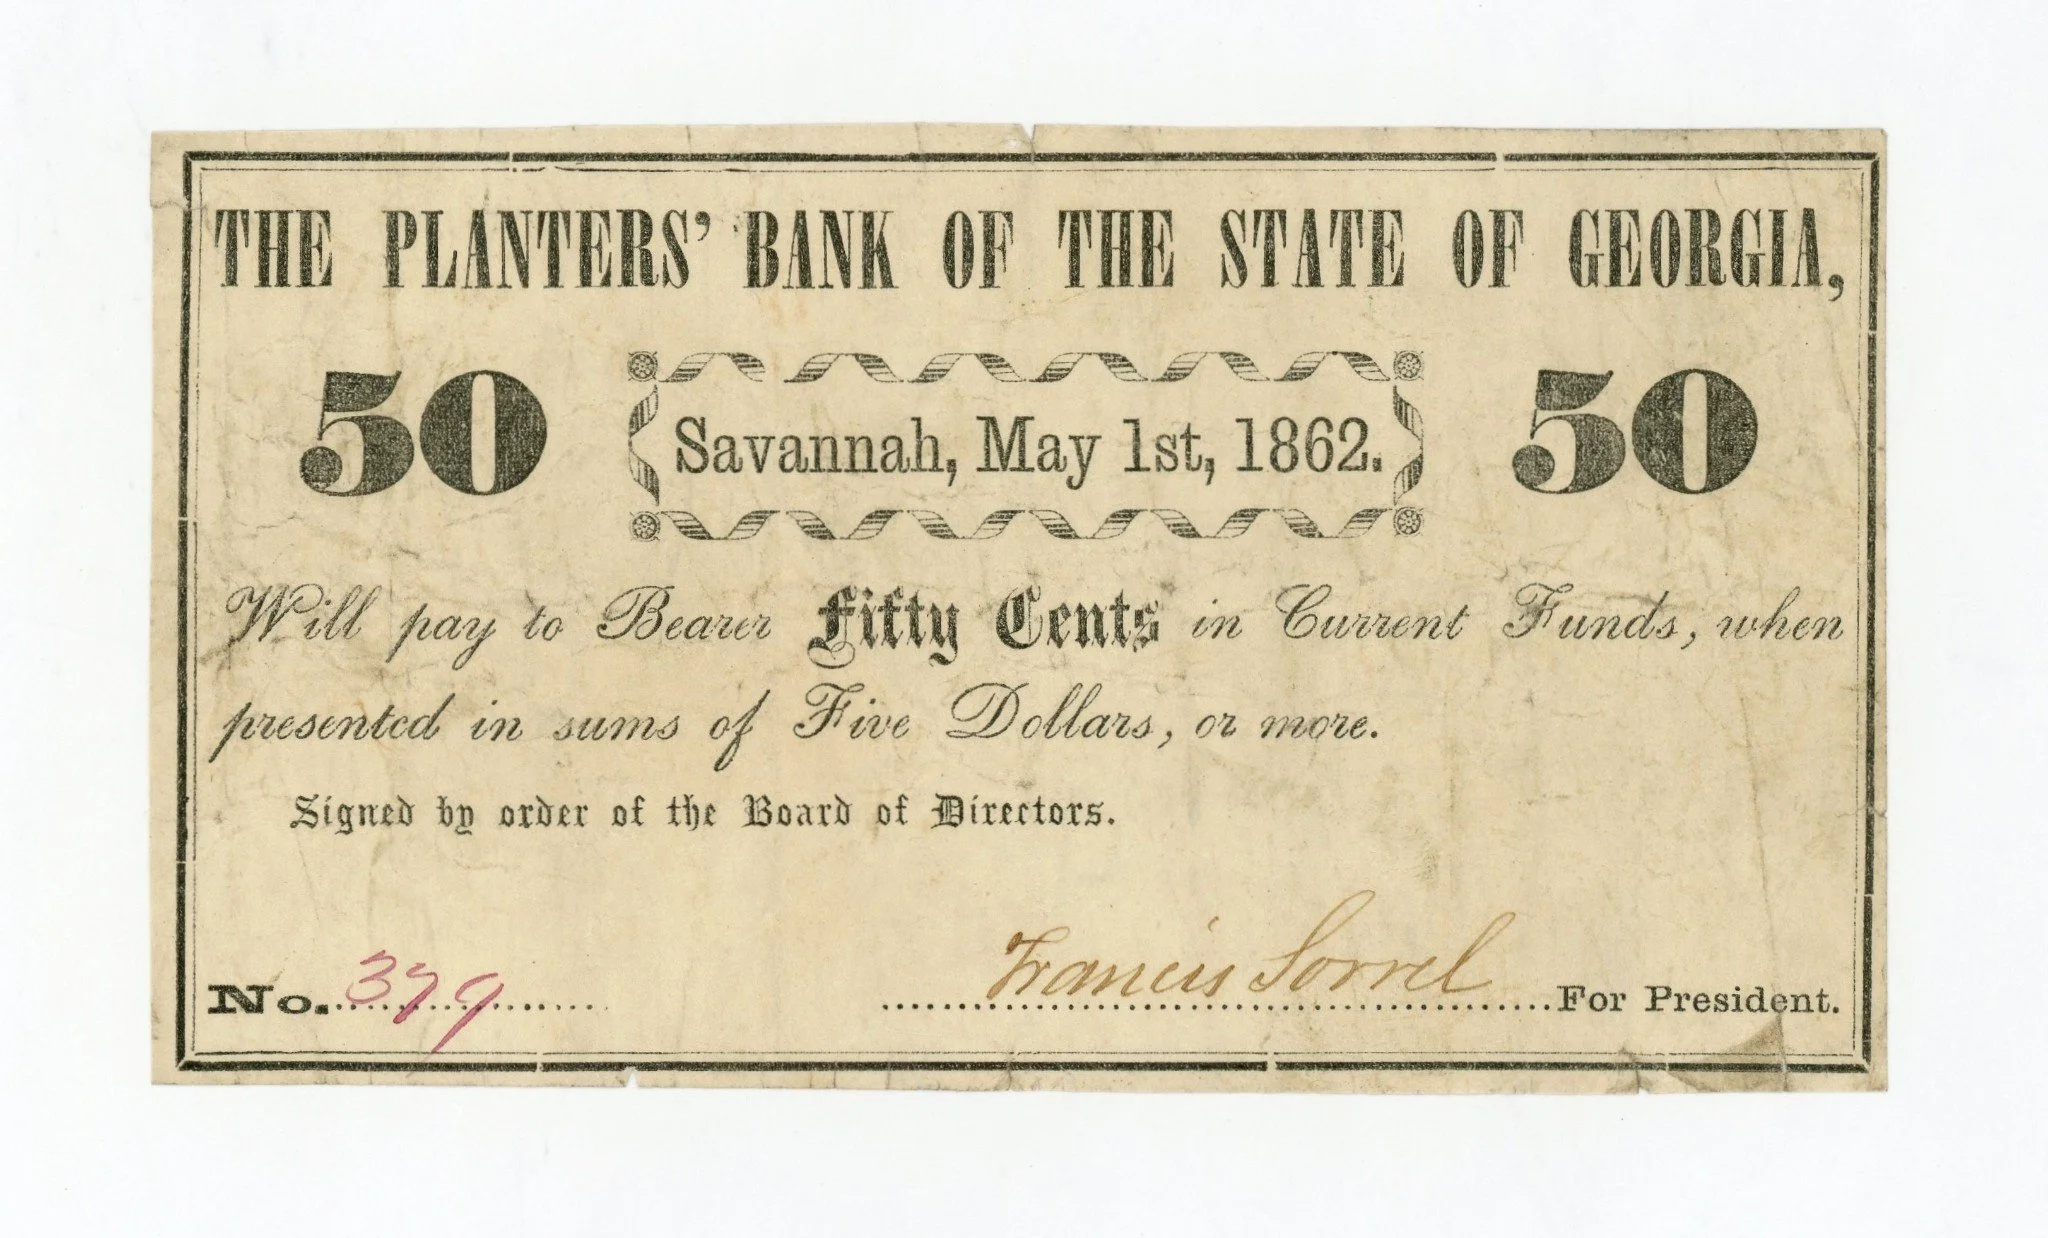 THE PLANTERS' BANK OF THE STATE OF GEORGIA,
50 Savannah, May 1st, 1862. 50
Will pay to Bearer Fifty Cents in Current Funds, when
presented in sums of Five Dollars, or more.
Signed by order of the Board of Directors.
No. 379 Francis Sorrel For President.